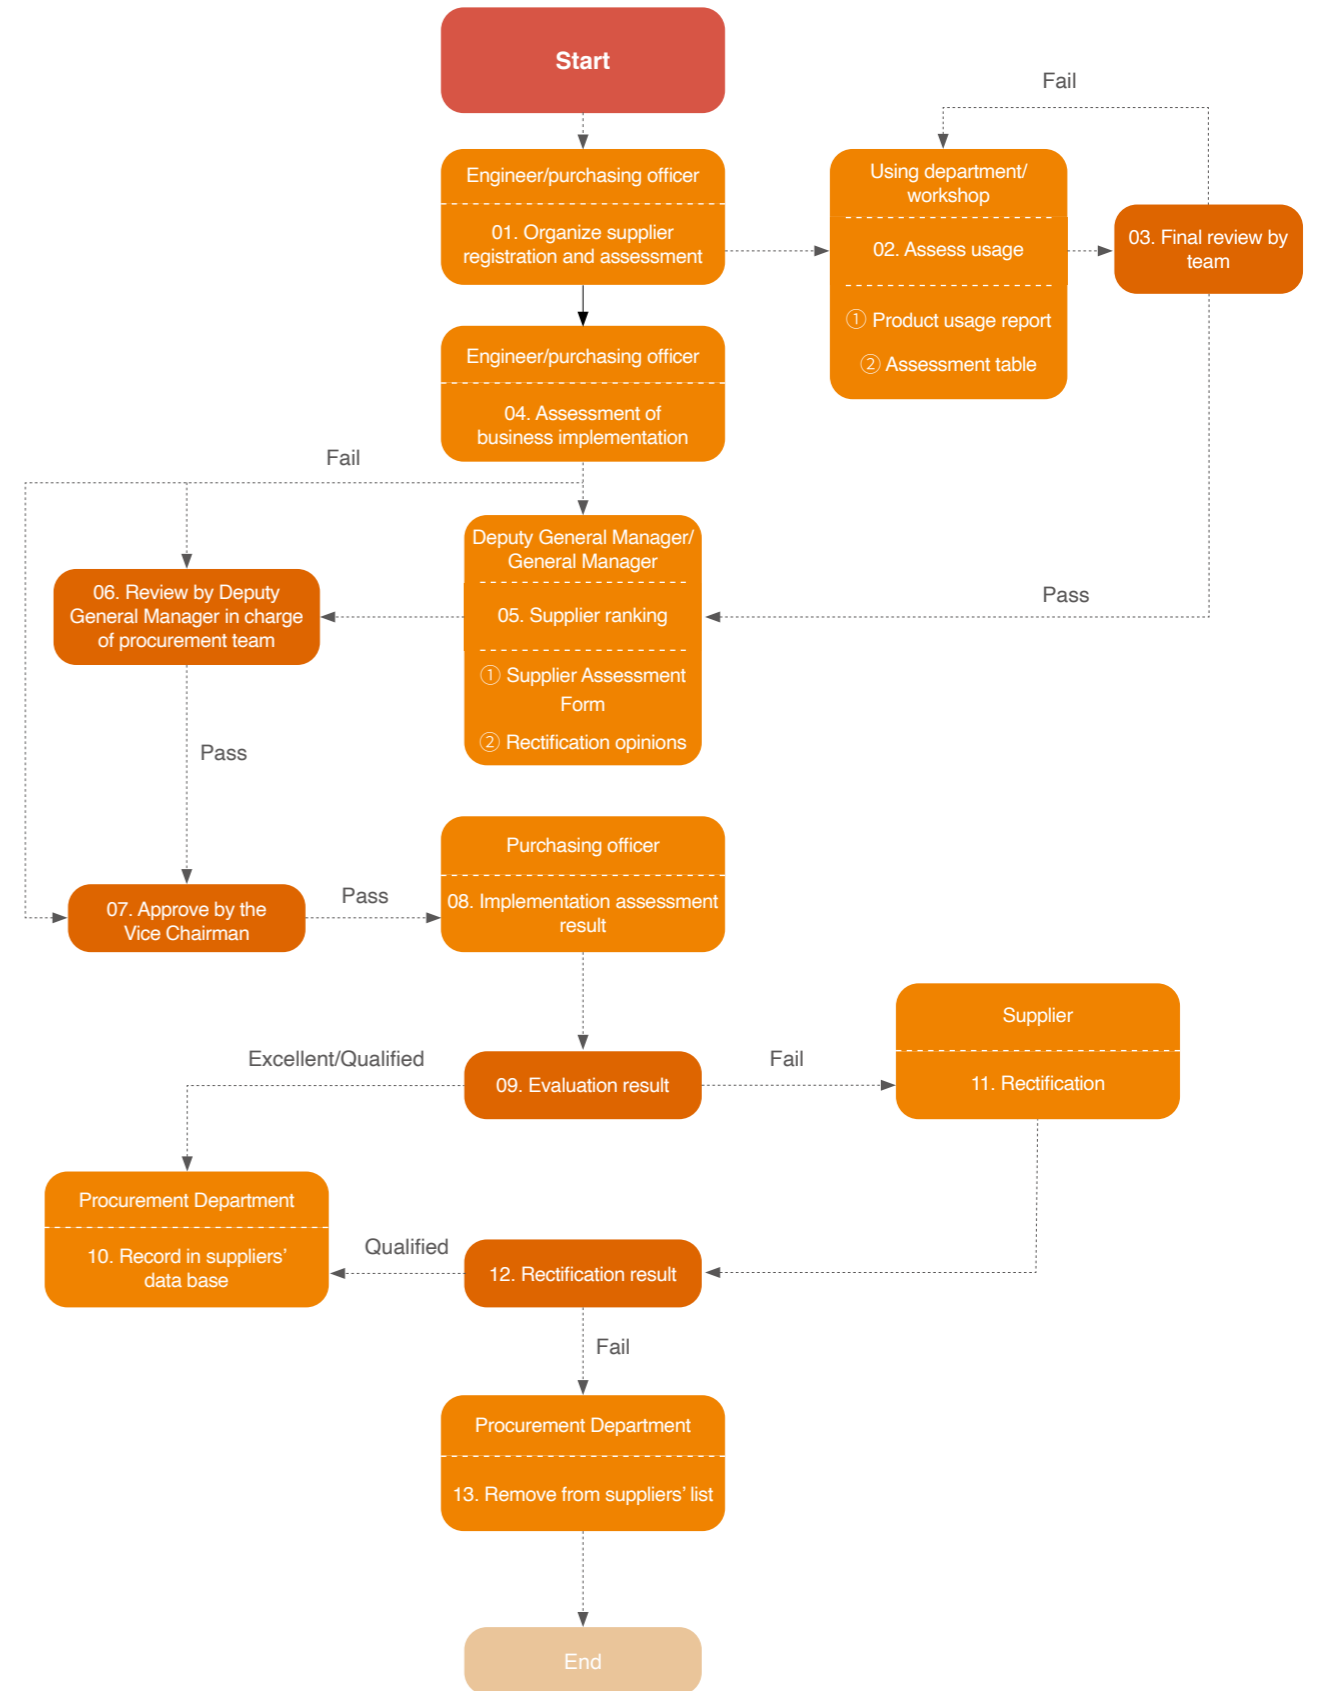 Start
Fail
Engineer/purchasing officer
01. Organize supplier
registration and assessment
Using department/
workshop
02. Assess usage
① Product usage report
② Assessment table
03. Final review by
team
Engineer/purchasing officer
04. Assessment of
business implementation
Fail
Deputy General Manager/
General Manager
05. Supplier ranking
① Supplier Assessment
Form
② Rectification opinions
Pass
06. Review by Deputy
General Manager in charge
of procurement team
Pass
07. Approve by the
Vice Chairman
Pass
Purchasing officer
08. Implementation assessment
result
Excellent/Qualified
09. Evaluation result
Fail
Supplier
11. Rectification
Procurement Department
10. Record in suppliers’
data base
Qualified
12. Rectification result
Fail
Procurement Department
13. Remove from suppliers’ list
End